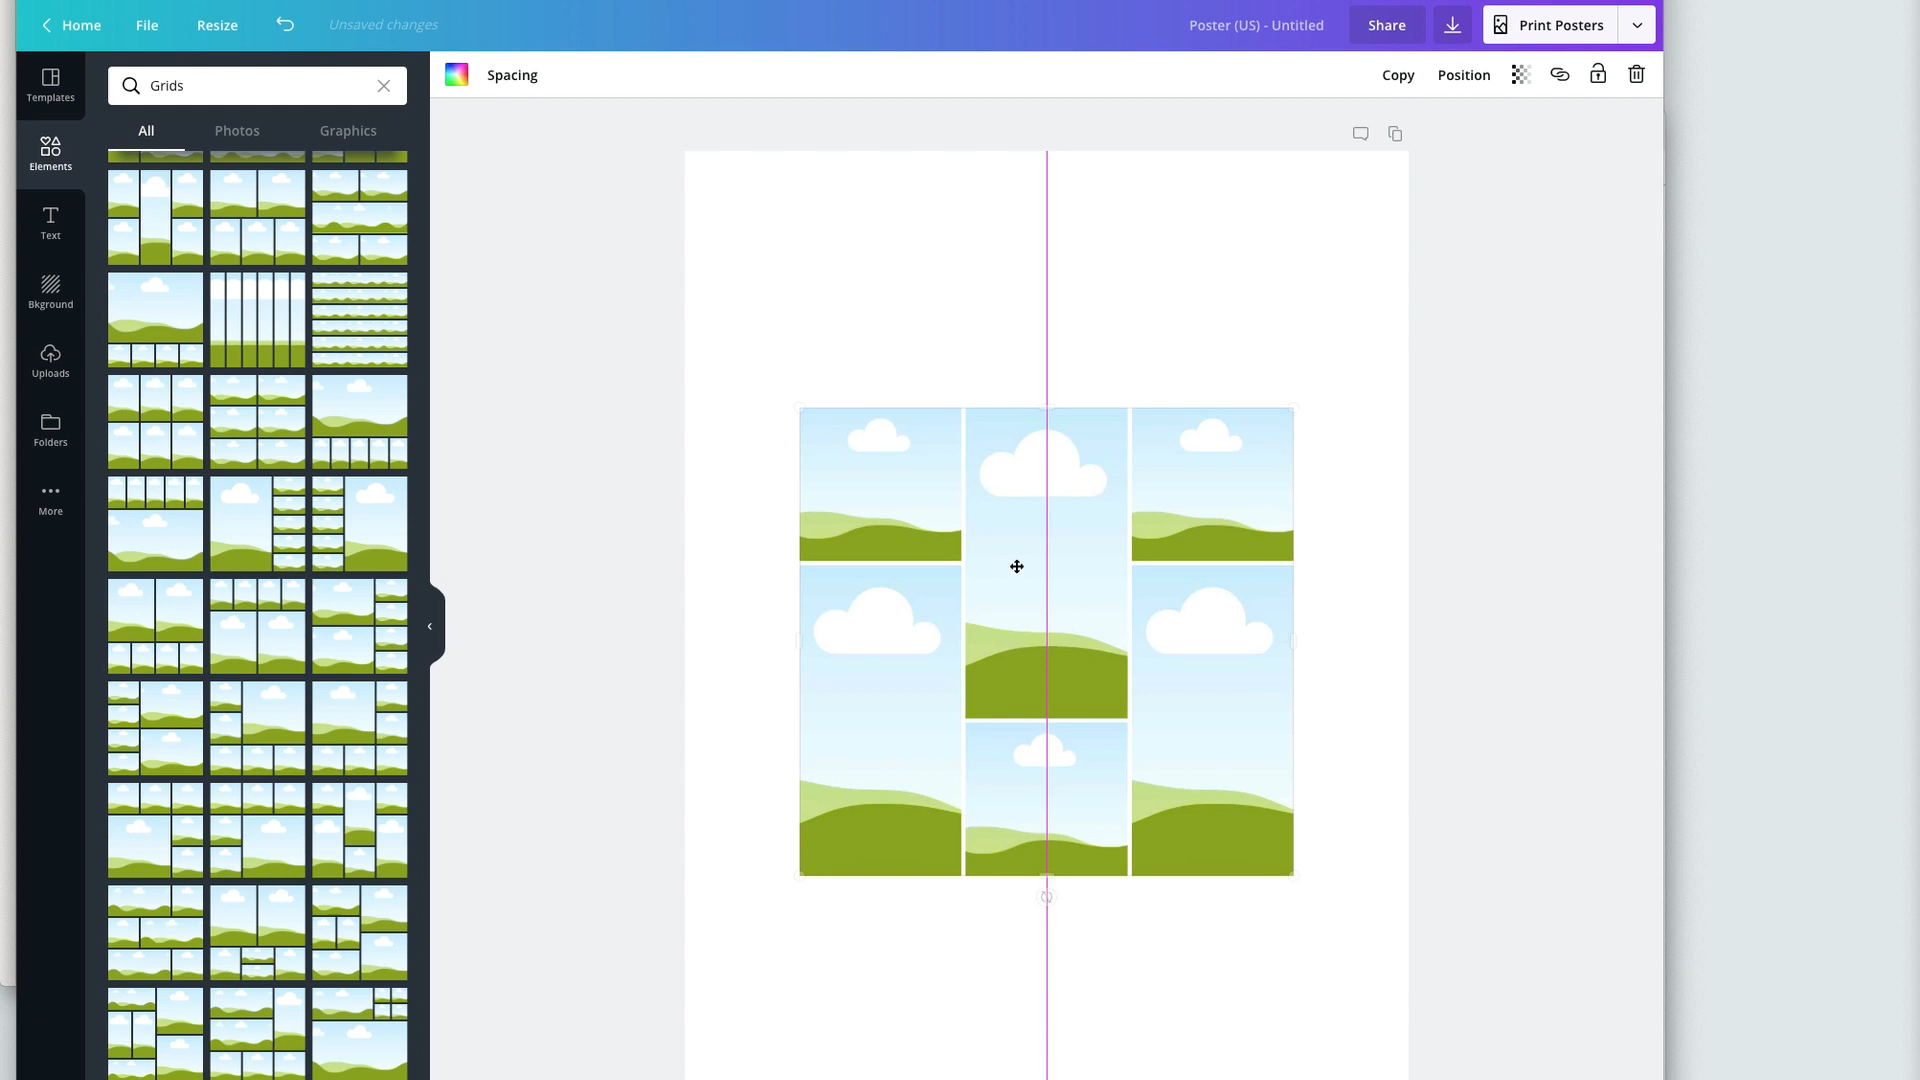 Home File Resize Unsaved changes Poster (US) - Untitled Share Print Posters
Templates
Elements
Text
Bkground
Uploads
Folders
More
Grids
All Photos Graphics
Spacing Copy Position